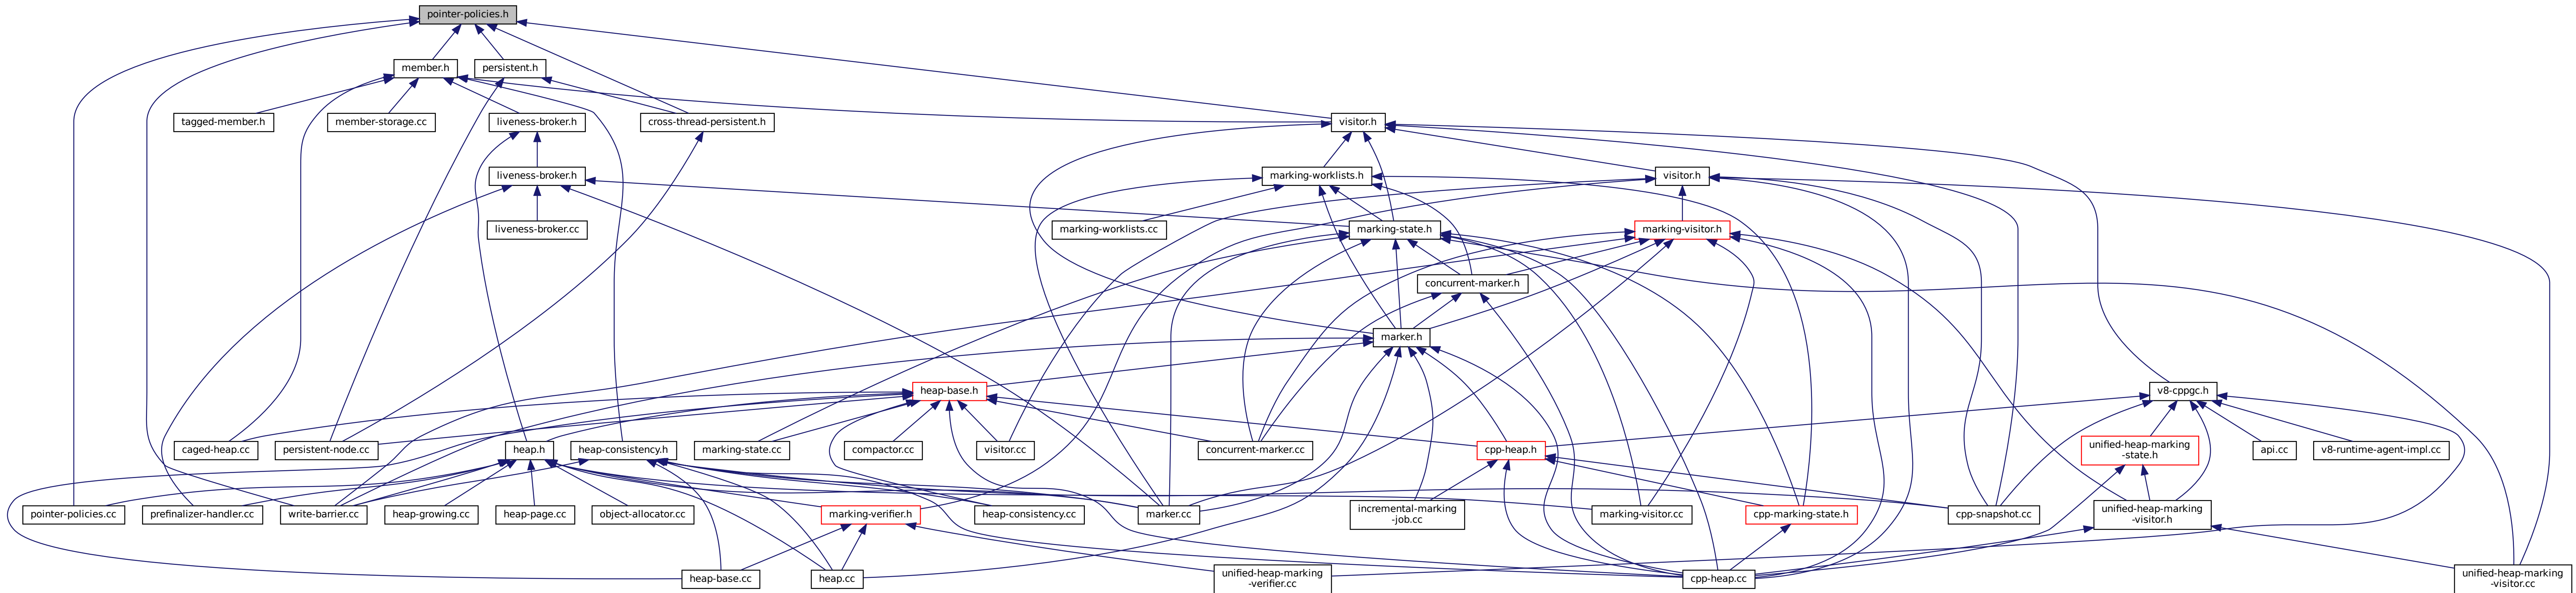 pointer-policies.h
member.h
persistent.h
tagged-member.h
member-storage.cc
liveness-broker.h
cross-thread-persistent.h
visitor.h
liveness-broker.h
marking-worklists.h
visitor.h
liveness-broker.cc
marking-worklists.cc
marking-state.h
marking-visitor.h
concurrent-marker.h
marker.h
heap-base.h
v8-cppgc.h
caged-heap.cc
persistent-node.cc
heap.h
heap-consistency.h
marking-state.cc
compactor.cc
visitor.cc
concurrent-marker.cc
cpp-heap.h
unified-heap-marking
-state.h
api.cc
v8-runtime-agent-impl.cc
pointer-policies.cc
prefinalizer-handler.cc
write-barrier.cc
heap-growing.cc
heap-page.cc
object-allocator.cc
marking-verifier.h
heap-consistency.cc
marker.cc
incremental-marking
-job.cc
marking-visitor.cc
cpp-marking-state.h
cpp-snapshot.cc
unified-heap-marking
-visitor.h
heap-base.cc
heap.cc
unified-heap-marking
-verifier.cc
cpp-heap.cc
unified-heap-marking
-visitor.cc